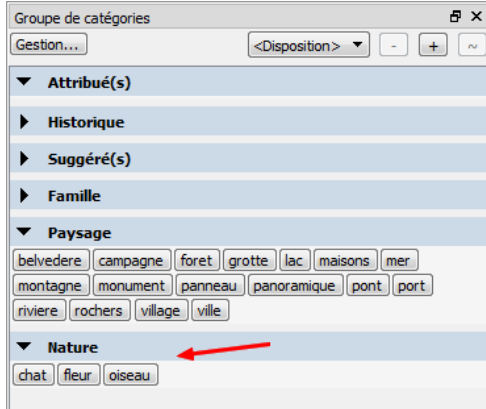 Groupe de catégories
Gestion... <Disposition> - + ~
Attribué(s)
Historique
Suggéré(s)
Famille
Paysage
belvedere campagne foret grotte lac maisons mer
montagne monument panneau panoramique pont port
riviere rochers village ville
Nature
chat fleur oiseau